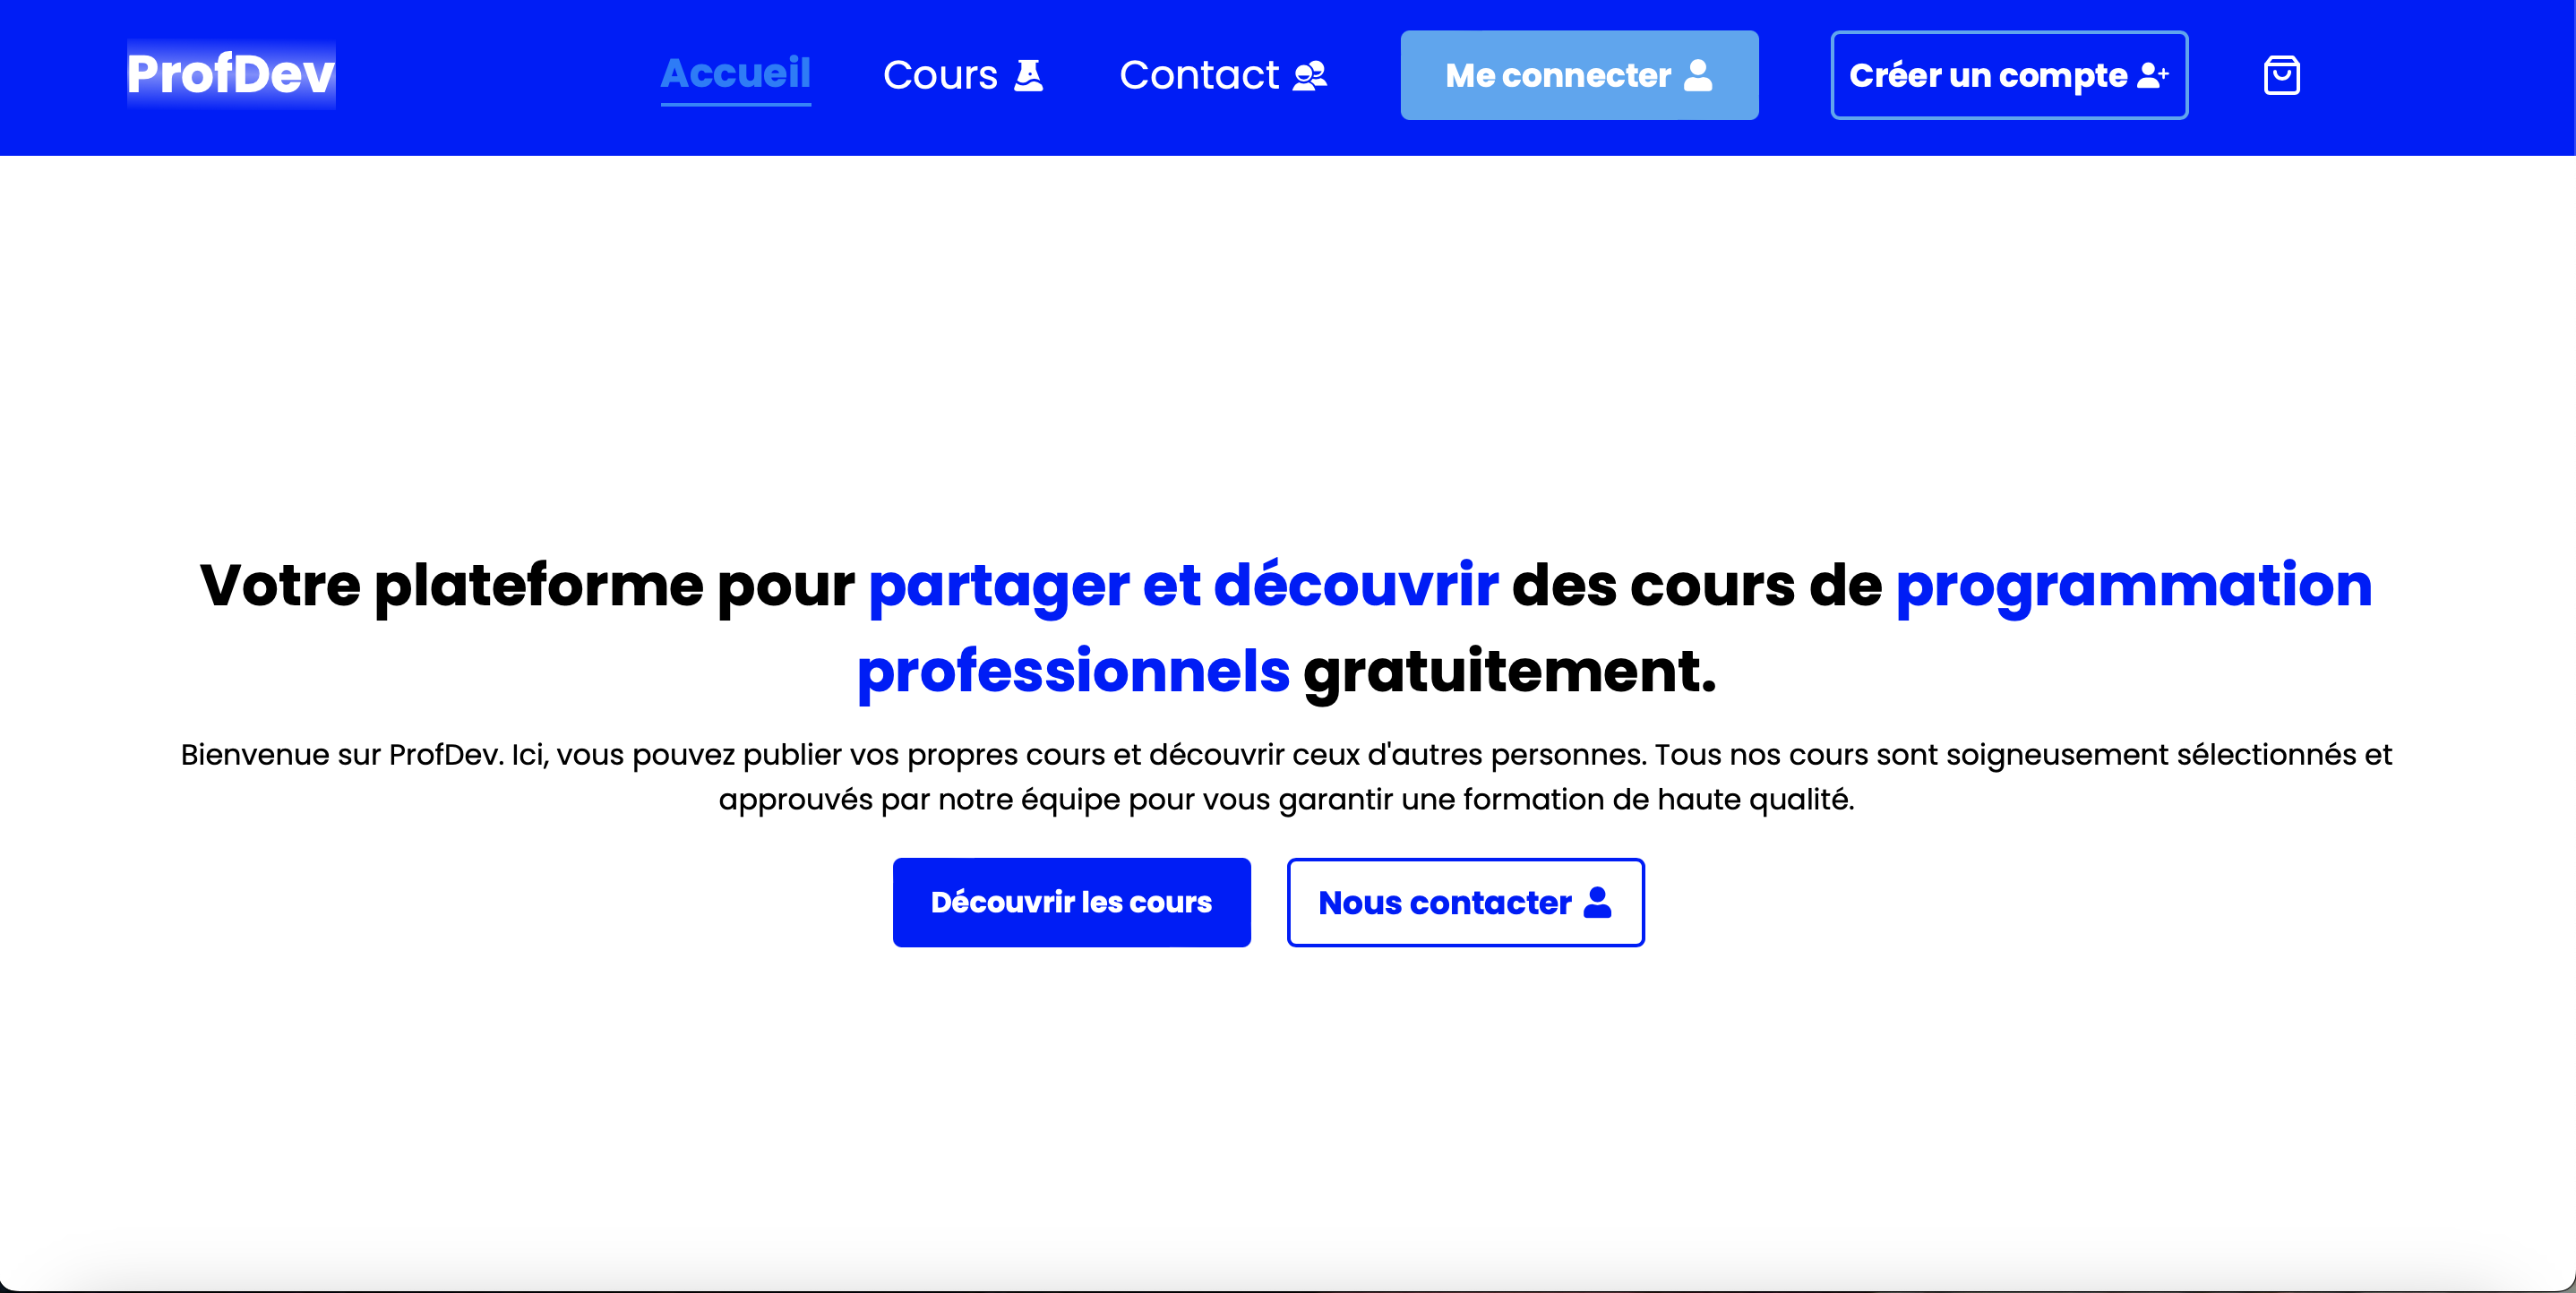 ProfDev
Accueil
Cours
Contact
Me connecter
Créer un compte
Votre plateforme pour partager et découvrir des cours de programmation
professionnels gratuitement.
Bienvenue sur ProfDev. Ici, vous pouvez publier vos propres cours et découvrir ceux d'autres personnes. Tous nos cours sont soigneusement sélectionnés et
approuvés par notre équipe pour vous garantir une formation de haute qualité.
Découvrir les cours
Nous contacter